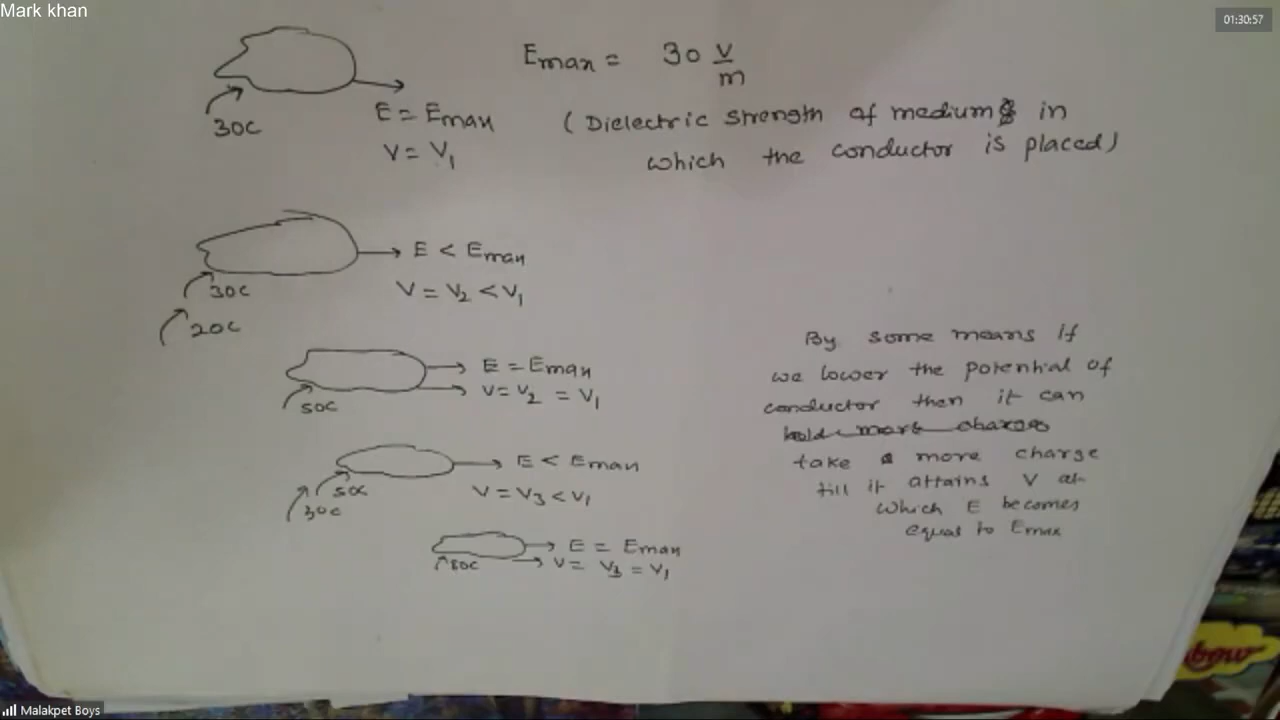 Mark khan
01:30:57
Emax = 30 V/m
30C
E = Emax
V = V₁
( Dielectric strength of medium in
which the conductor is placed)
E < Emax
V = V₂ < V₁
30C
20C
E = Emax
V = V₂ = V₁
50C
E < Emax
V = V₃ < V₁
50C
30C
E = Emax
V = V₃ = V₁
80C
By some means if
we lower the potential of
conductor then it can
hold more charges
take more charge
till it attains V at
which E becomes
equal to Emax
Malakpet Boys